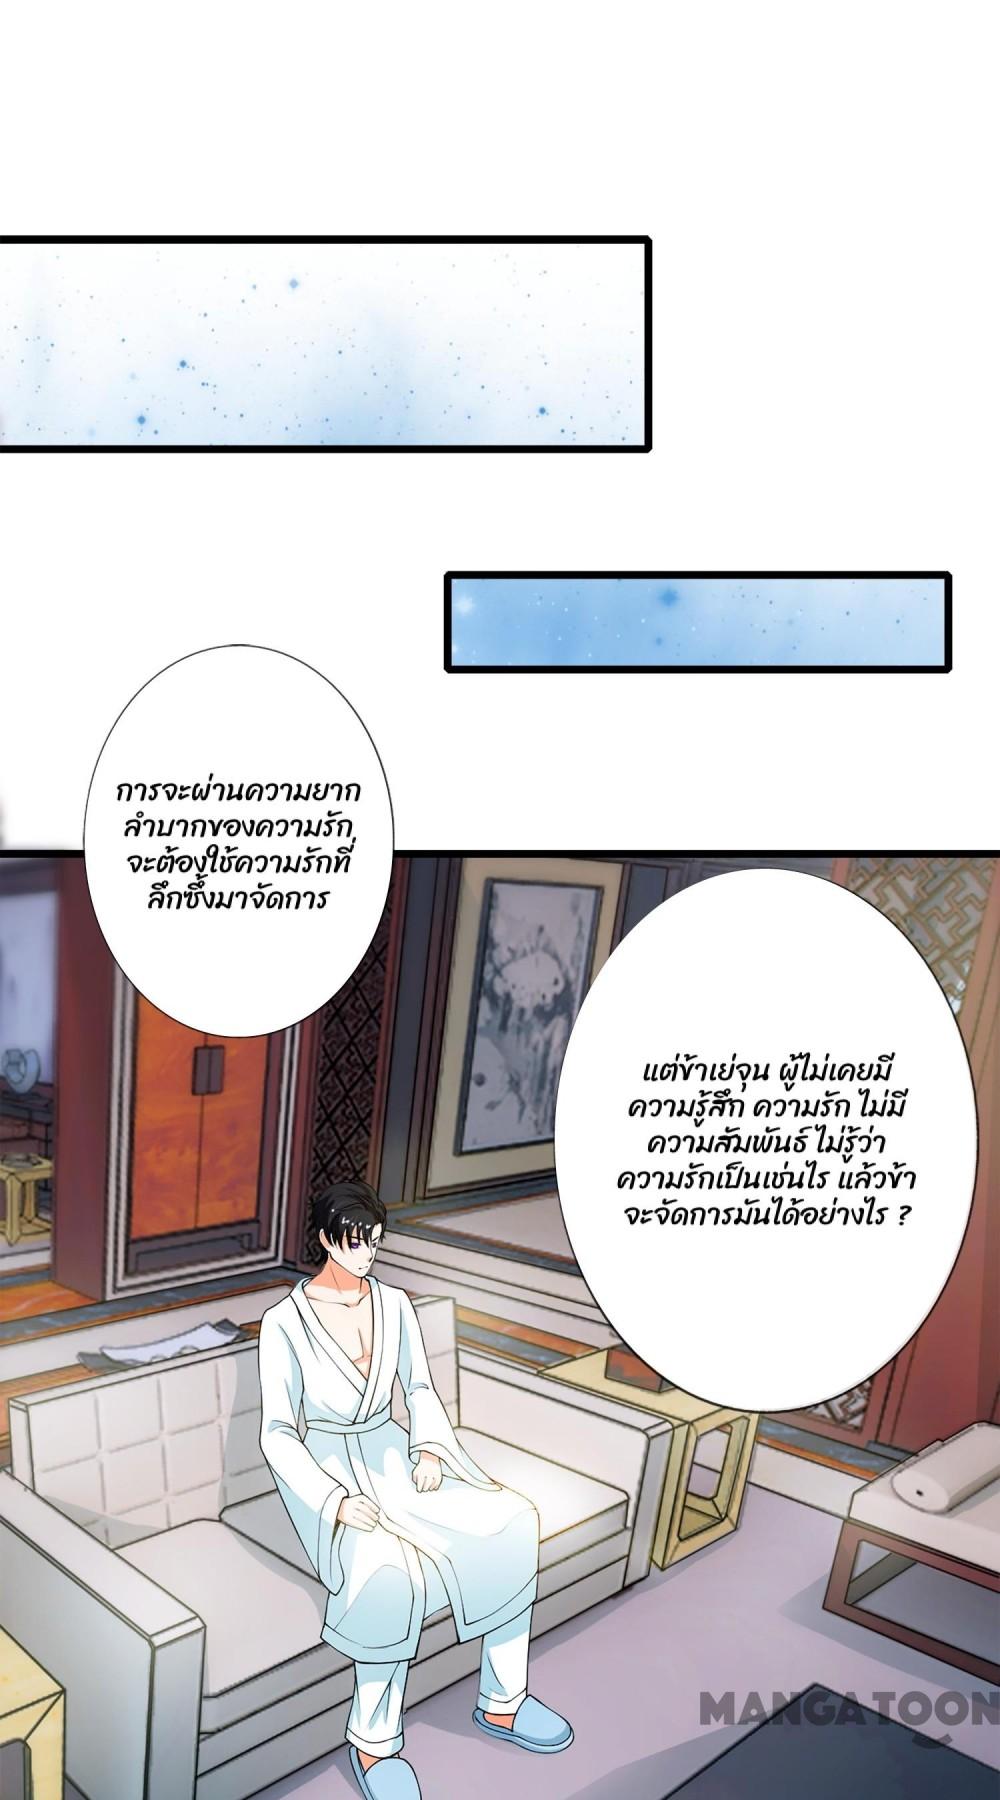 การจะผ่านความยาก
ลำบากของความรัก
จะต้องใช้ความรักที่
ลึกซึ้งมาจัดการ
แต่ข้าเย่จุน ผู้ไม่เคยมี
ความรู้สึก ความรัก ไม่มี
ความสัมพันธ์ ไม่รู้ว่า
ความรักเป็นเช่นไร แล้วข้า
จะจัดการมันได้อย่างไร ?
MANGATOON